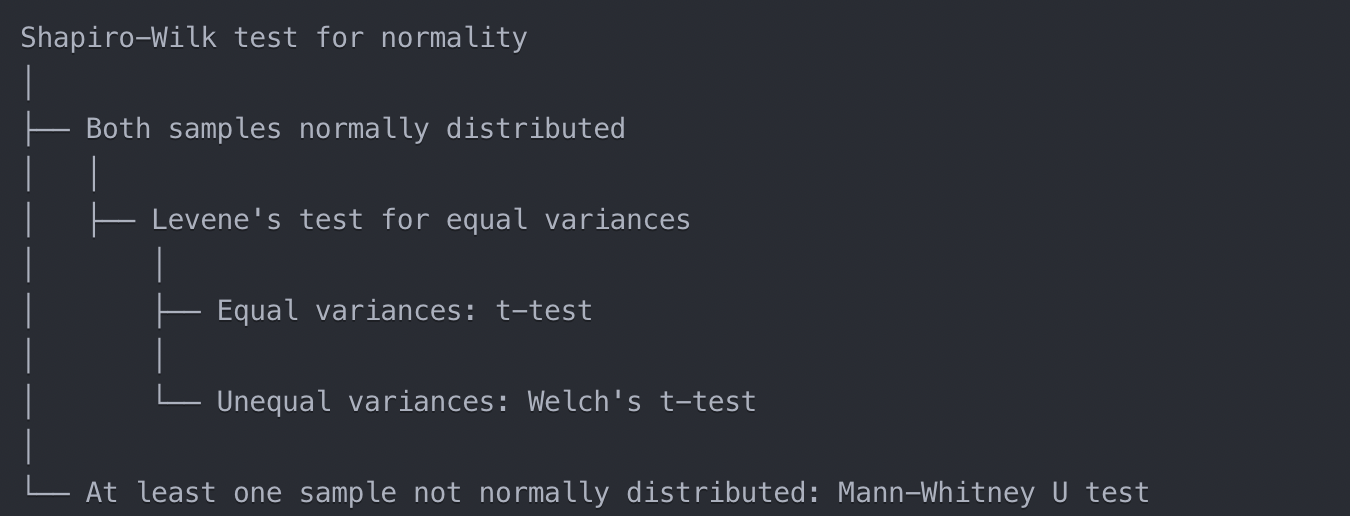 Shapiro-Wilk test for normality
│
├── Both samples normally distributed
│   │
│   ├── Levene's test for equal variances
│       │
│       ├── Equal variances: t-test
│       │
│       └── Unequal variances: Welch's t-test
│
└── At least one sample not normally distributed: Mann-Whitney U test